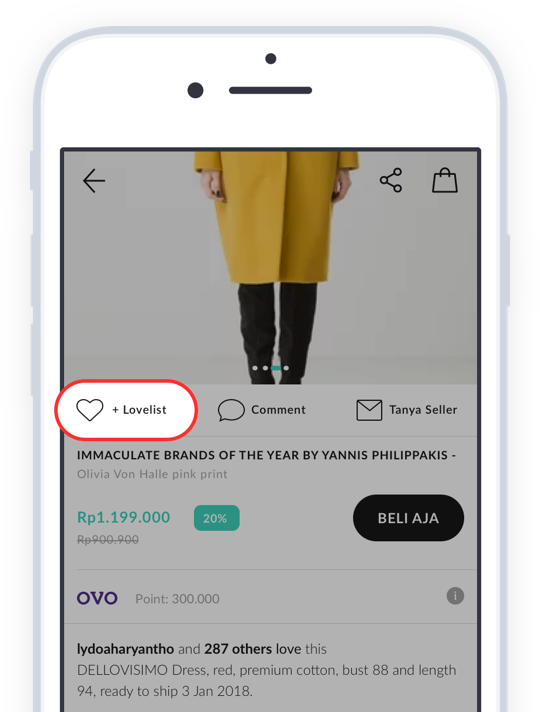 + Lovelist
Comment
Tanya Seller
IMMACULATE BRANDS OF THE YEAR BY YANNIS PHILIPPAKIS -
Olivia Von Halle pink print
Rp1.199.000
20%
BELI AJA
Rp900.900
OVO
Point: 300.000
i
lydoaharyantho and 287 others love this
DELLOVISIMO Dress, red, premium cotton, bust 88 and length
94, ready to ship 3 Jan 2018.